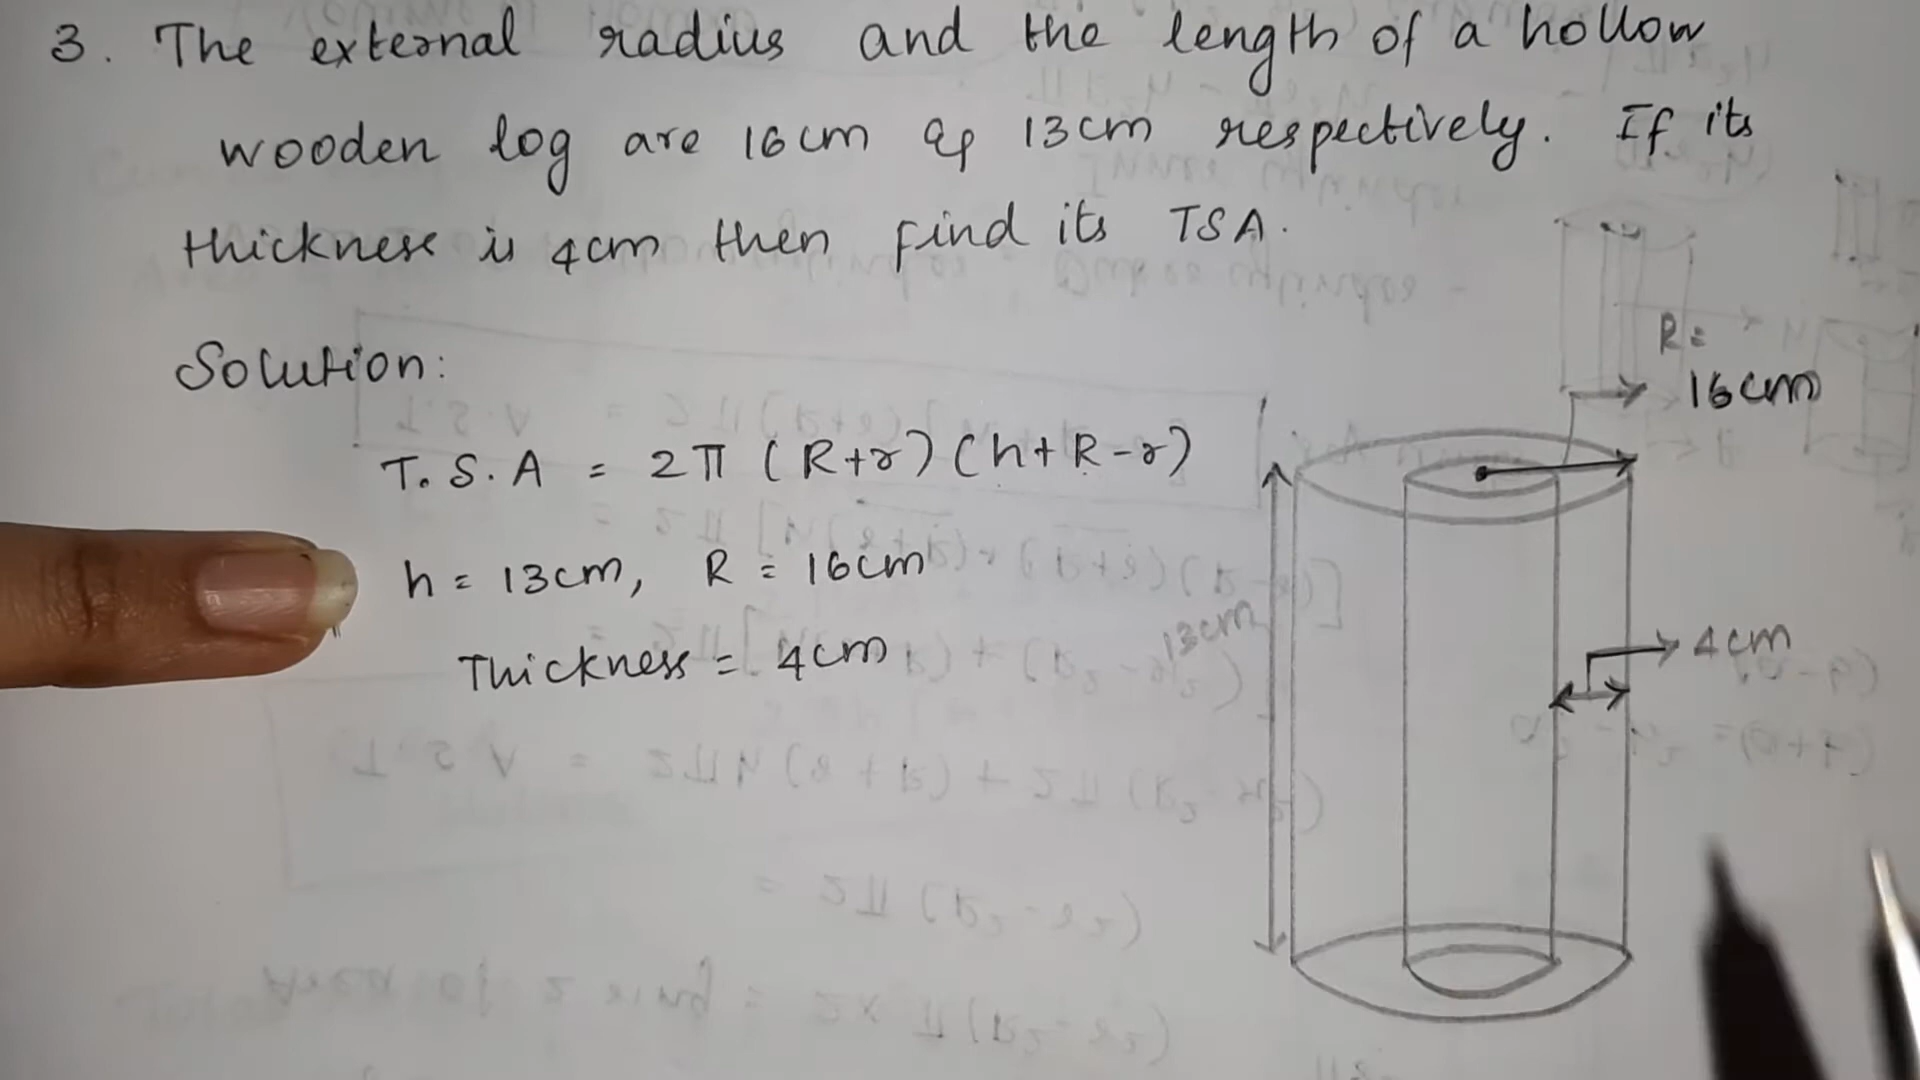 3. The external radius and the length of a hollow
wooden log are 16cm & 13cm respectively. If its
thickness is 4cm then find its TSA.
Solution:
T.S.A = 2π (R+r) (h+R-r)
h = 13cm, R = 16cm
Thickness = 4cm
R =
16cm
13cm
4cm